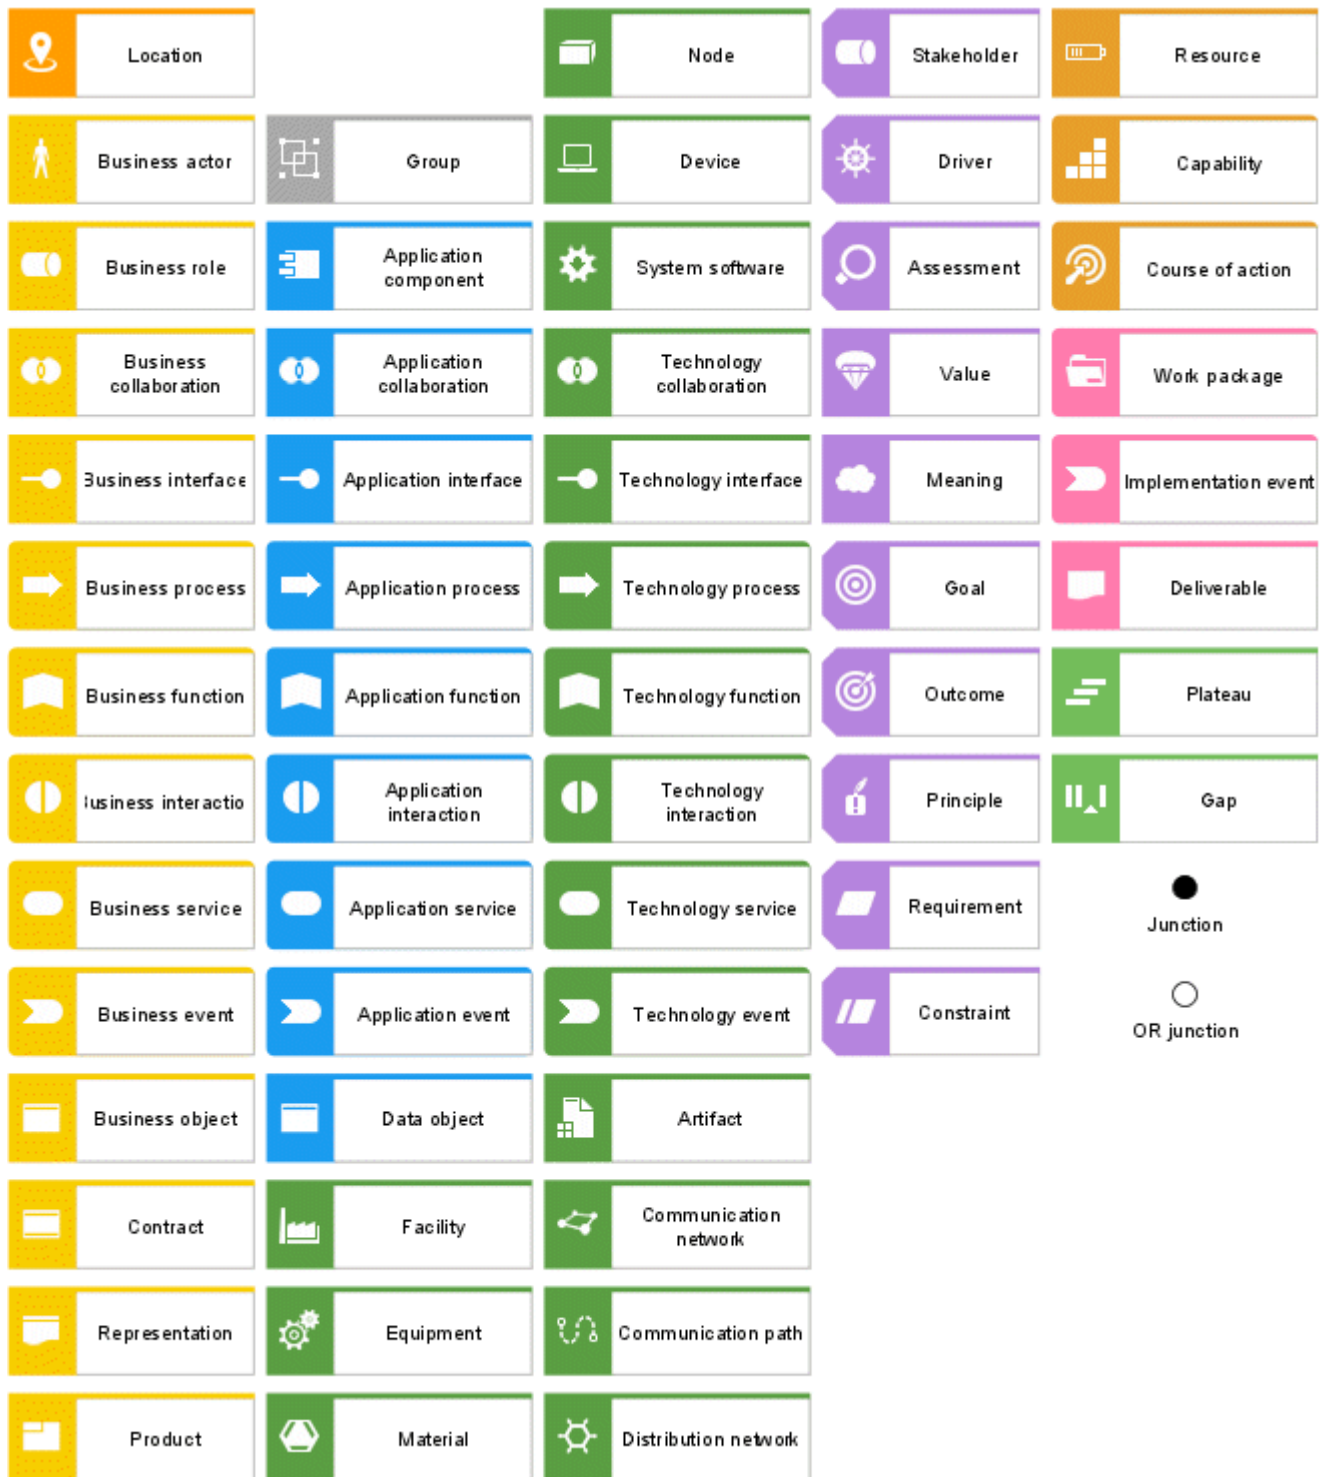 Location
Node
Stakeholder
Resource
Business actor
Group
Device
Driver
Capability
Business role
Application
component
System software
Assessment
Course of action
Business
collaboration
Application
collaboration
Technology
collaboration
Value
Work package
Business interface
Application interface
Technology interface
Meaning
Implementation event
Business process
Application process
Technology process
Goal
Deliverable
Business function
Application function
Technology function
Outcome
Plateau
usiness interactio
Application
interaction
Technology
interaction
Principle
Gap
Business service
Application service
Technology service
Requirement
Junction
Business event
Application event
Technology event
Constraint
OR junction
Business object
Data object
Artifact
Contract
Facility
Communication
network
Representation
Equipment
Communication path
Product
Material
Distribution network